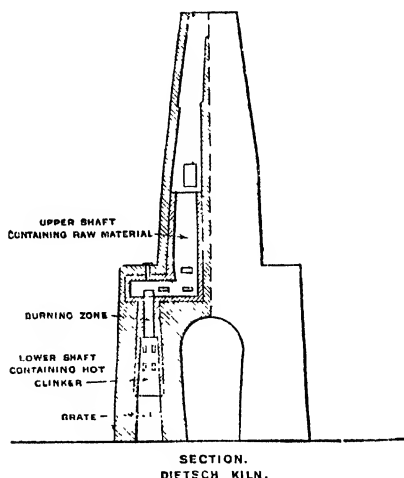 UPPER SHAFT
CONTAINING RAW MATERIAL
BURNING ZONE
LOWER SHAFT
CONTAINING HOT
CLINKER
GRATE
SECTION.
DIETSCH KILN.